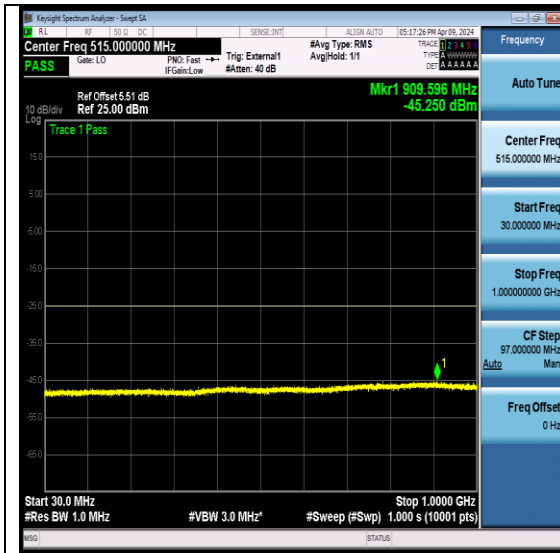 Keysight Spectrum Analyzer - Swept SA
RL RF 50 Ω DC SENSE:INT ALIGN AUTO 05:17:26 PM Apr 09, 2024
Center Freq 515.000000 MHz
PASS
Gate: LO
PNO: Fast
IFGain:Low
Trig: External1
#Atten: 40 dB
#Avg Type: RMS
Avg|Hold: 1/1
TRACE 1 2 3 4 5 6
TYPE A WWWWW
DET A A A A A A
Mkr1 909.596 MHz
-45.250 dBm
Ref Offset 5.51 dB
10 dB/div Ref 25.00 dBm
Log
Trace 1 Pass
15.0
5.00
-5.00
-15.0
-25.0
-35.0
-45.0
-55.0
-65.0
1
Start 30.0 MHz
Stop 1.0000 GHz
#Res BW 1.0 MHz
#VBW 3.0 MHz*
#Sweep (#Swp) 1.000 s (10001 pts)
MSG
STATUS
Frequency
Auto Tune
Center Freq
515.000000 MHz
Start Freq
30.000000 MHz
Stop Freq
1.000000000 GHz
CF Step
97.000000 MHz
Auto Man
Freq Offset
0 Hz